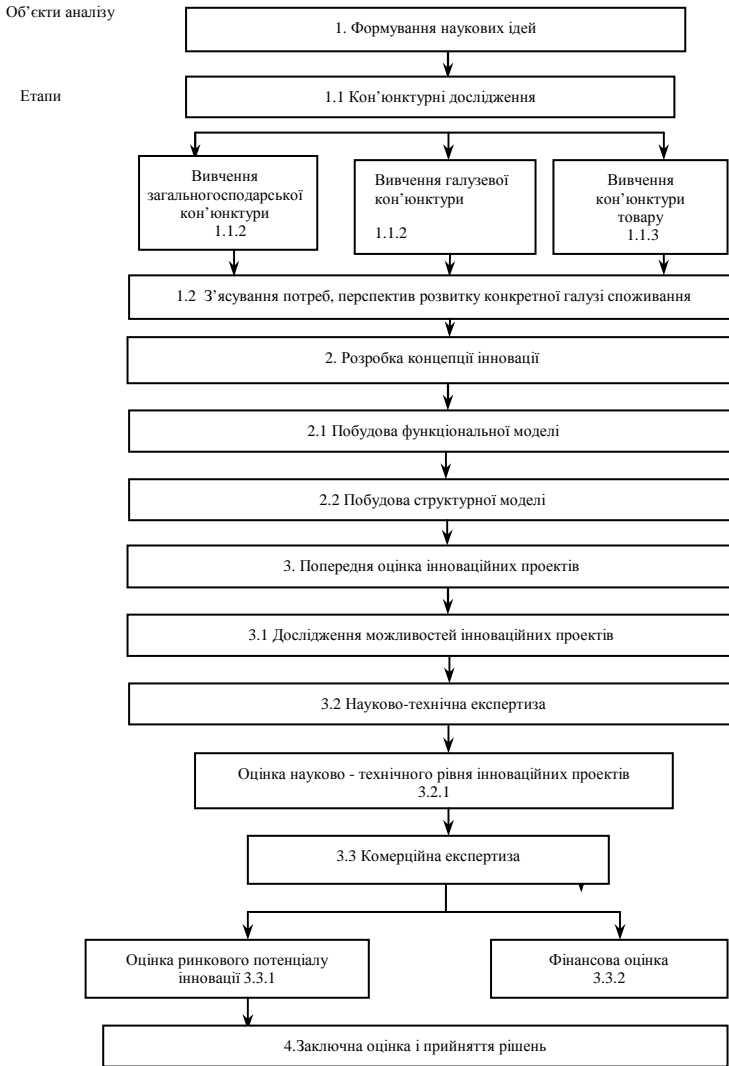 Об’єкти аналізу
1. Формування наукових ідей
Етапи
1.1 Кон’юнктурні дослідження
Вивчення
загальногосподарської
кон’юнктури
1.1.2
Вивчення галузевої
кон’юнктури
1.1.2
Вивчення
кон’юнктури
товару
1.1.3
1.2 З’ясування потреб, перспектив розвитку конкретної галузі споживання
2. Розробка концепції інновації
2.1 Побудова функціональної моделі
2.2 Побудова структурної моделі
3. Попередня оцінка інноваційних проектів
3.1 Дослідження можливостей інноваційних проектів
3.2 Науково-технічна експертиза
Оцінка науково - технічного рівня інноваційних проектів
3.2.1
3.3 Комерційна експертиза
Оцінка ринкового потенціалу
інновації 3.3.1
Фінансова оцінка
3.3.2
4.Заключна оцінка і прийняття рішень